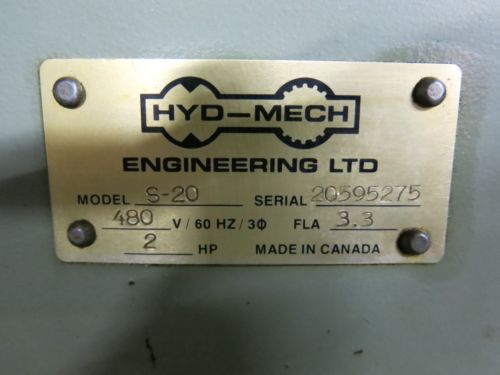 HYD-MECH
ENGINEERING LTD
MODEL S-20 SERIAL 20595275
480 V/60 HZ/3Φ FLA 3.3
2 HP MADE IN CANADA